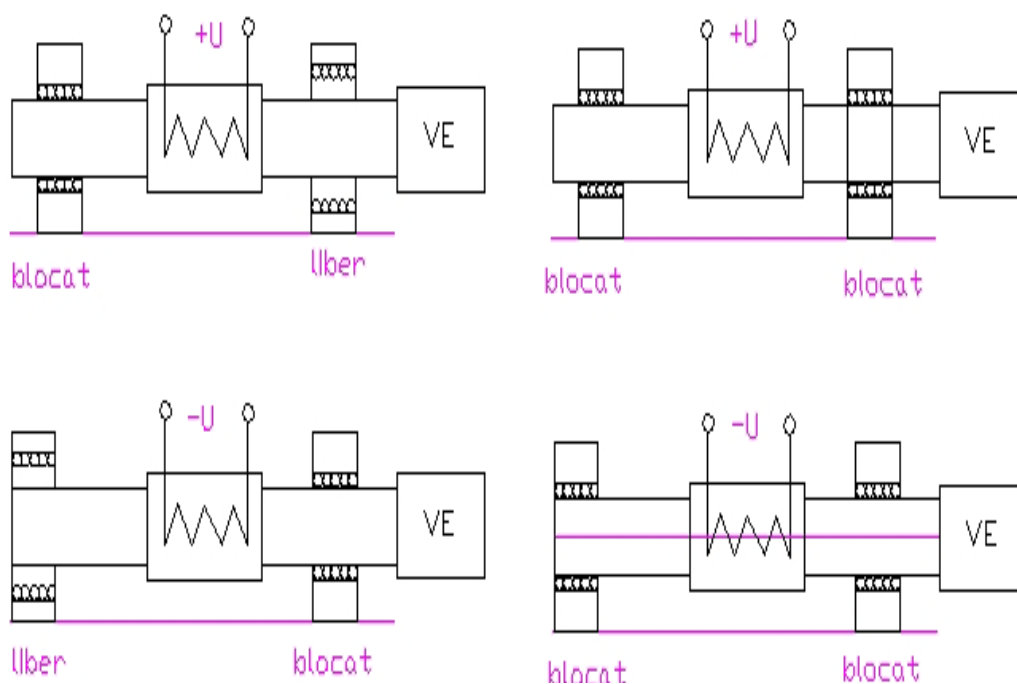 +U
+U
VE
VE
blocat
liber
blocat
blocat
-U
-U
VE
VE
liber
blocat
blocat
blocat